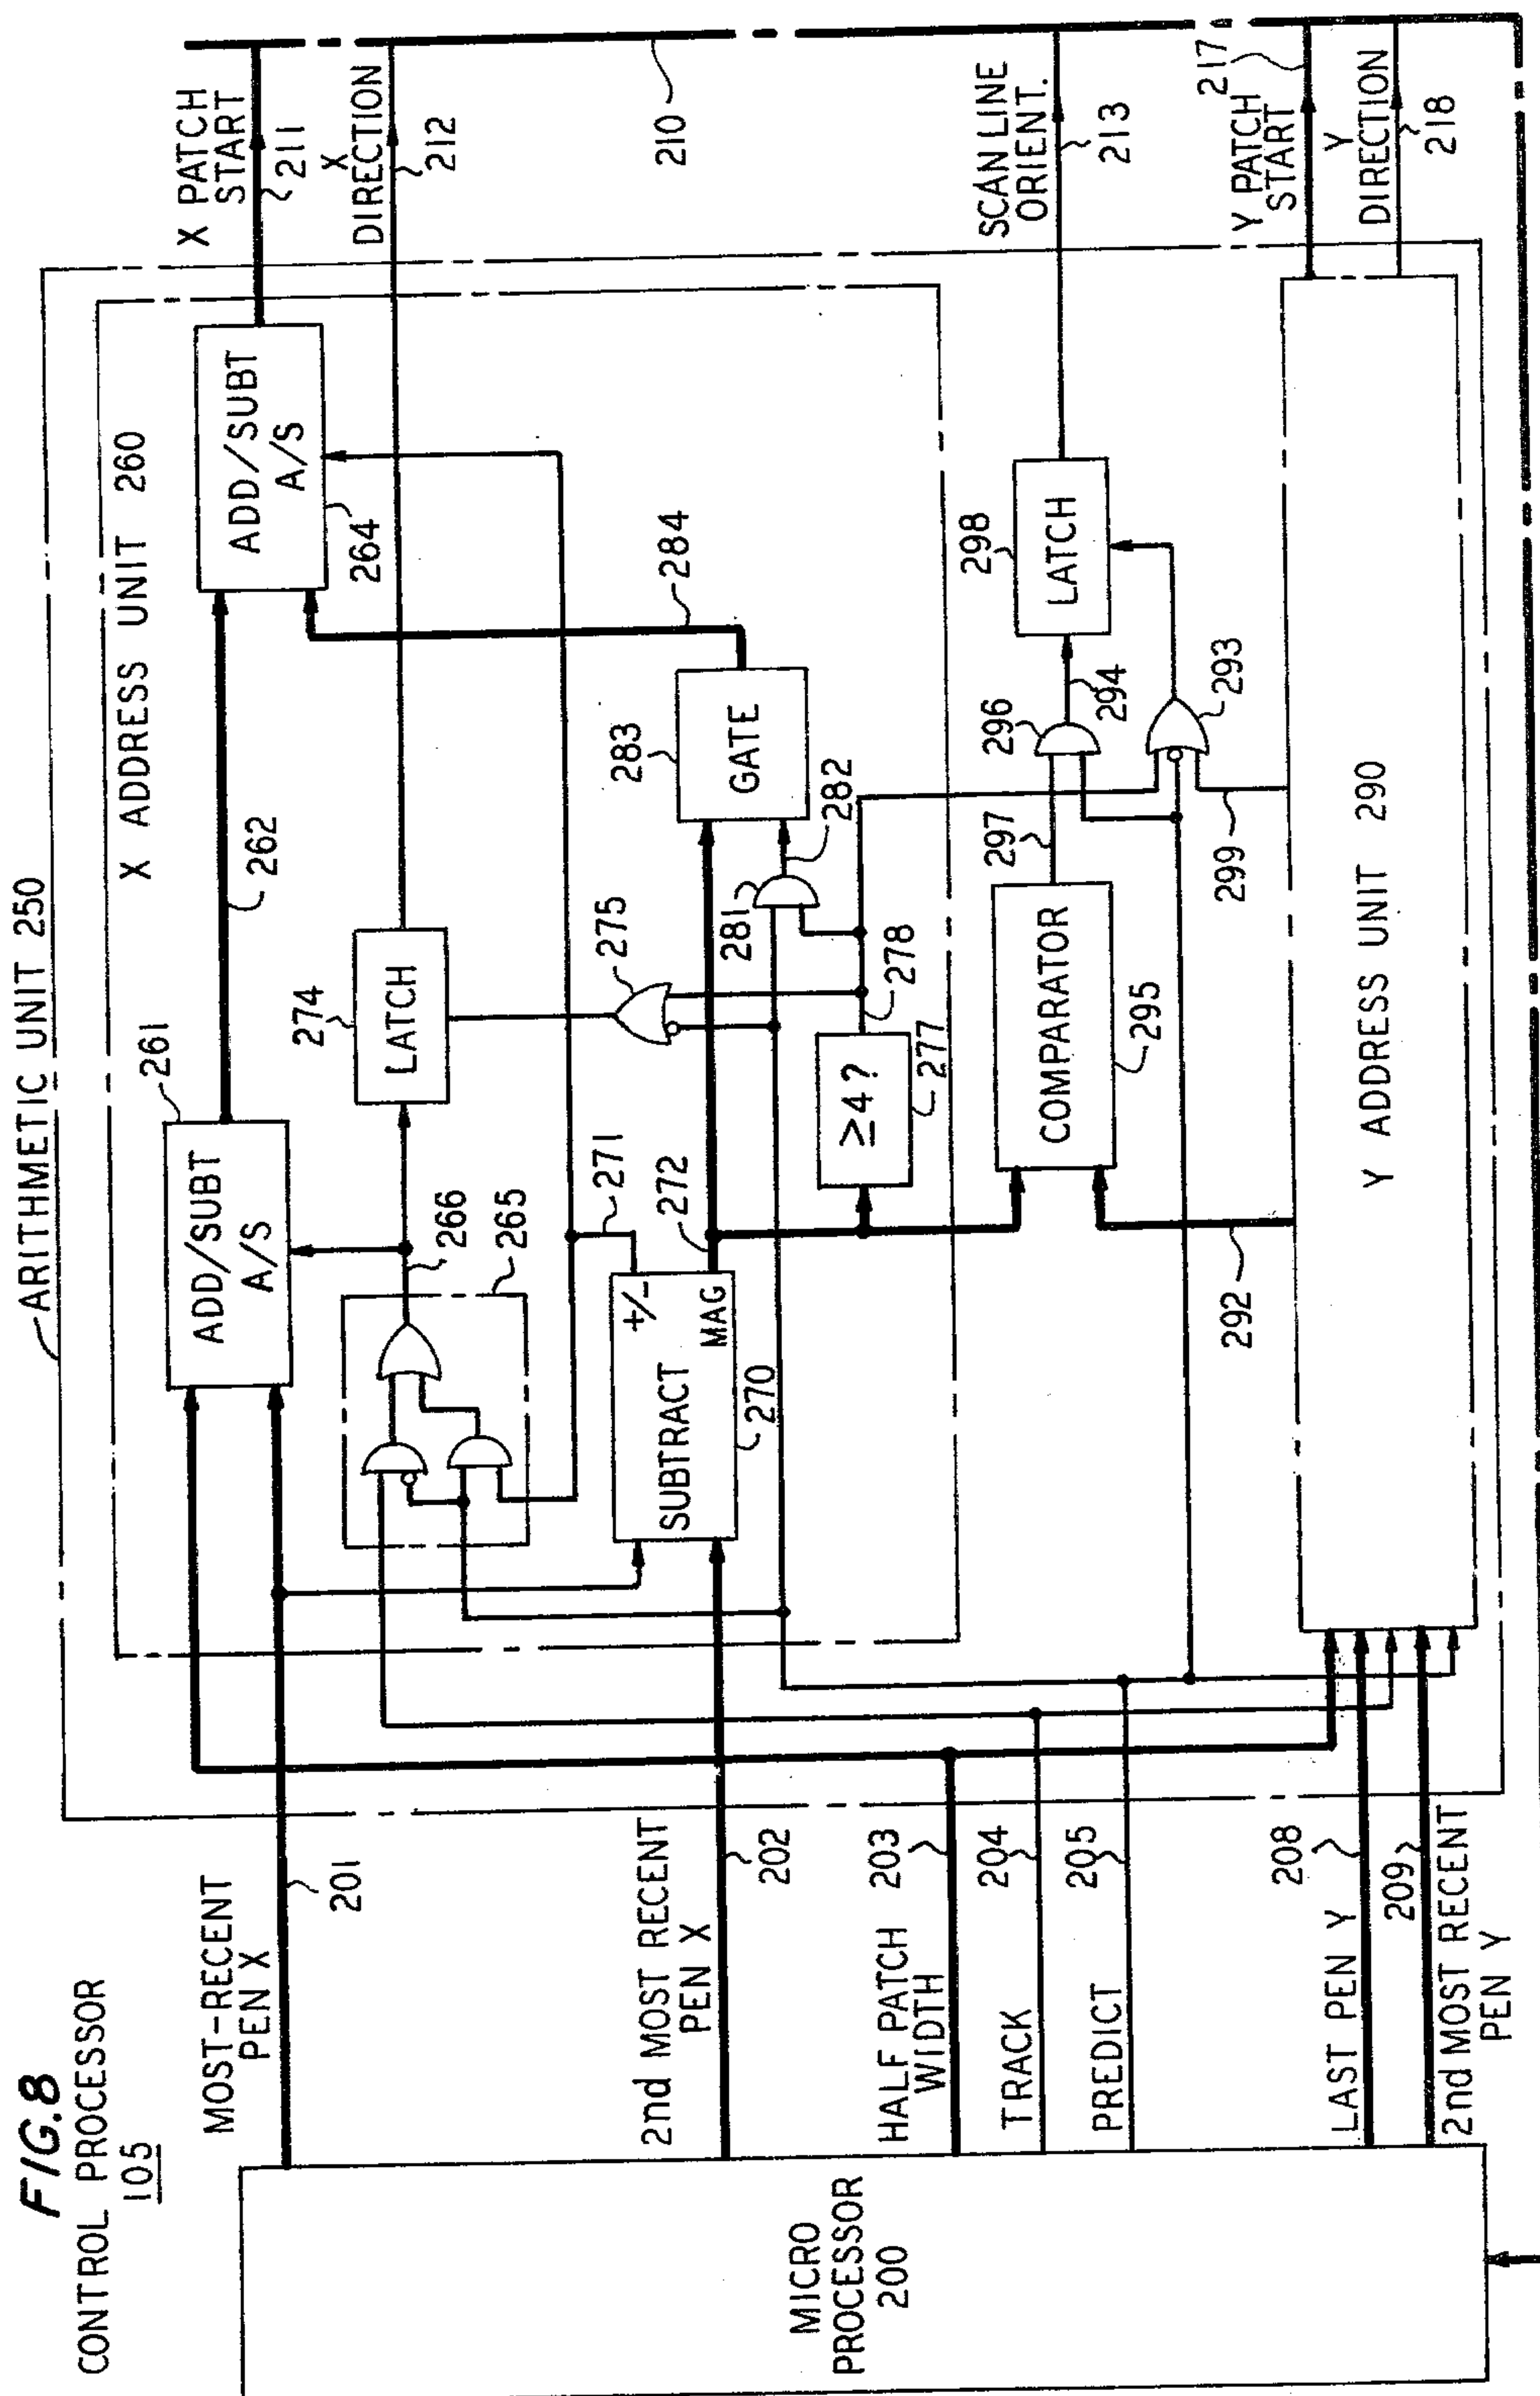 FIG.8
CONTROL PROCESSOR
105
MICRO
PROCESSOR
200
MOST-RECENT
PEN X
201
2nd MOST RECENT
PEN X
202
HALF PATCH
WIDTH
203
TRACK
204
PREDICT
205
LAST PEN Y
208
2nd MOST RECENT
PEN Y
209
ARITHMETIC UNIT 250
X ADDRESS UNIT 260
261
ADD/SUBT
A/S
262
ADD/SUBT
A/S
264
265
266
SUBTRACT
+/-
MAG
270
271
272
274
LATCH
275
≥4?
277
278
281
282
283
GATE
284
COMPARATOR
295
297
296
294
298
LATCH
293
299
292
Y ADDRESS UNIT 290
X PATCH
START
211
X
DIRECTION
212
210
SCAN LINE
ORIENT.
213
217
Y PATCH
START
Y
DIRECTION
218